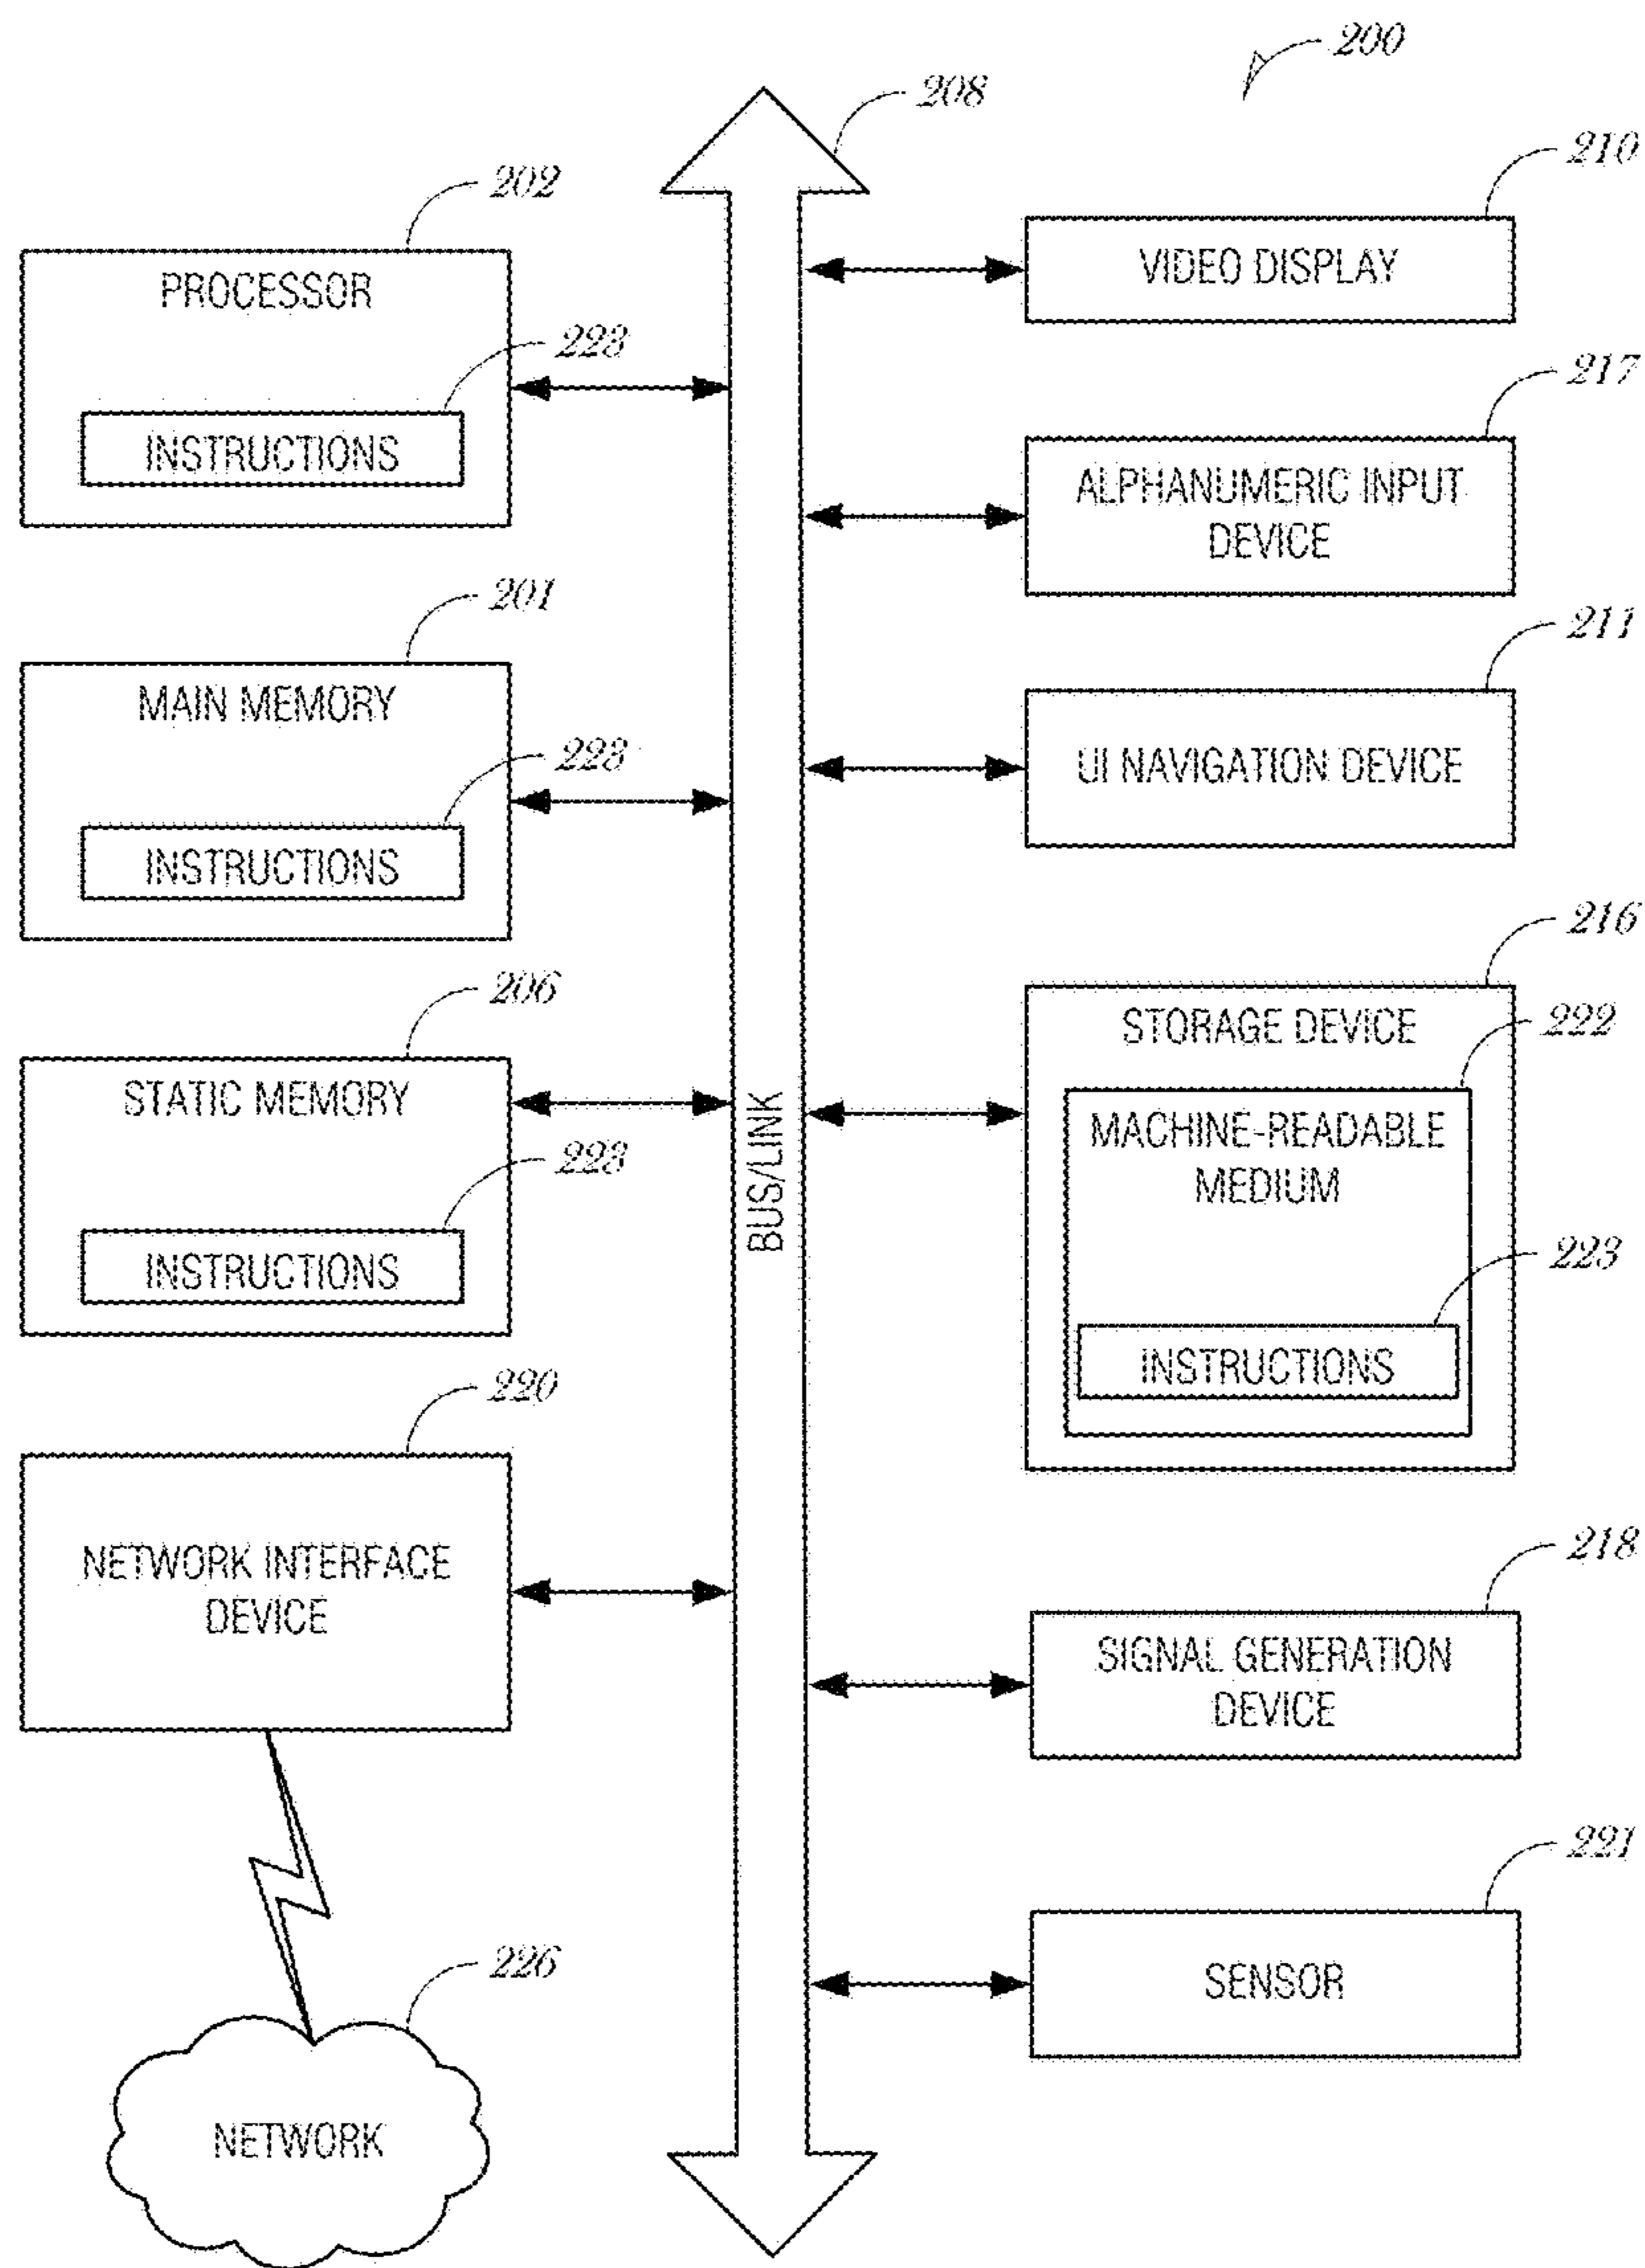 200
208
202
PROCESSOR
223
INSTRUCTIONS
201
MAIN MEMORY
223
INSTRUCTIONS
206
STATIC MEMORY
223
INSTRUCTIONS
220
NETWORK INTERFACE
DEVICE
226
NETWORK
BUS/LINK
210
VIDEO DISPLAY
217
ALPHANUMERIC INPUT
DEVICE
211
UI NAVIGATION DEVICE
216
STORAGE DEVICE
222
MACHINE-READABLE
MEDIUM
223
INSTRUCTIONS
218
SIGNAL GENERATION
DEVICE
221
SENSOR